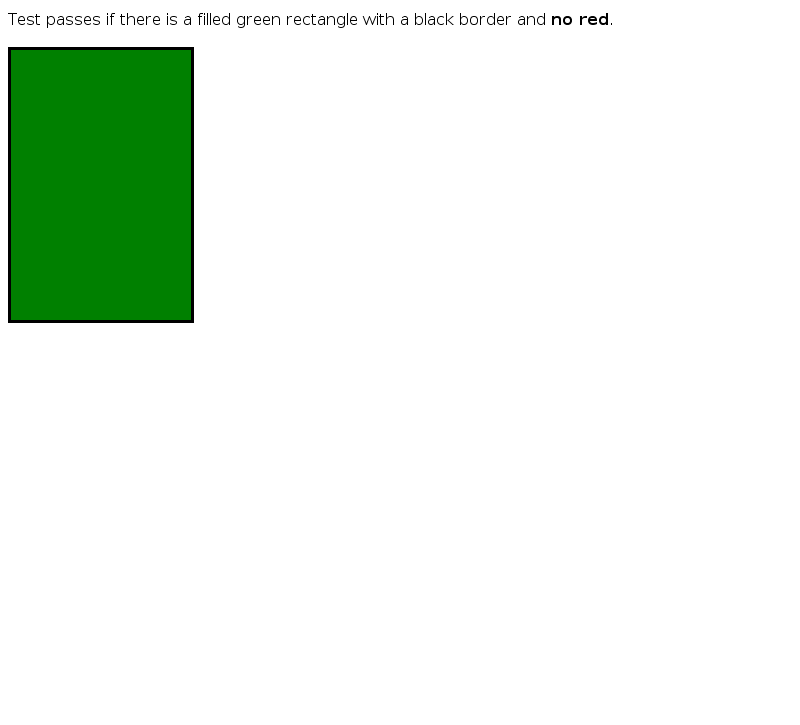 Test passes if there is a filled green rectangle with a black border and no red.